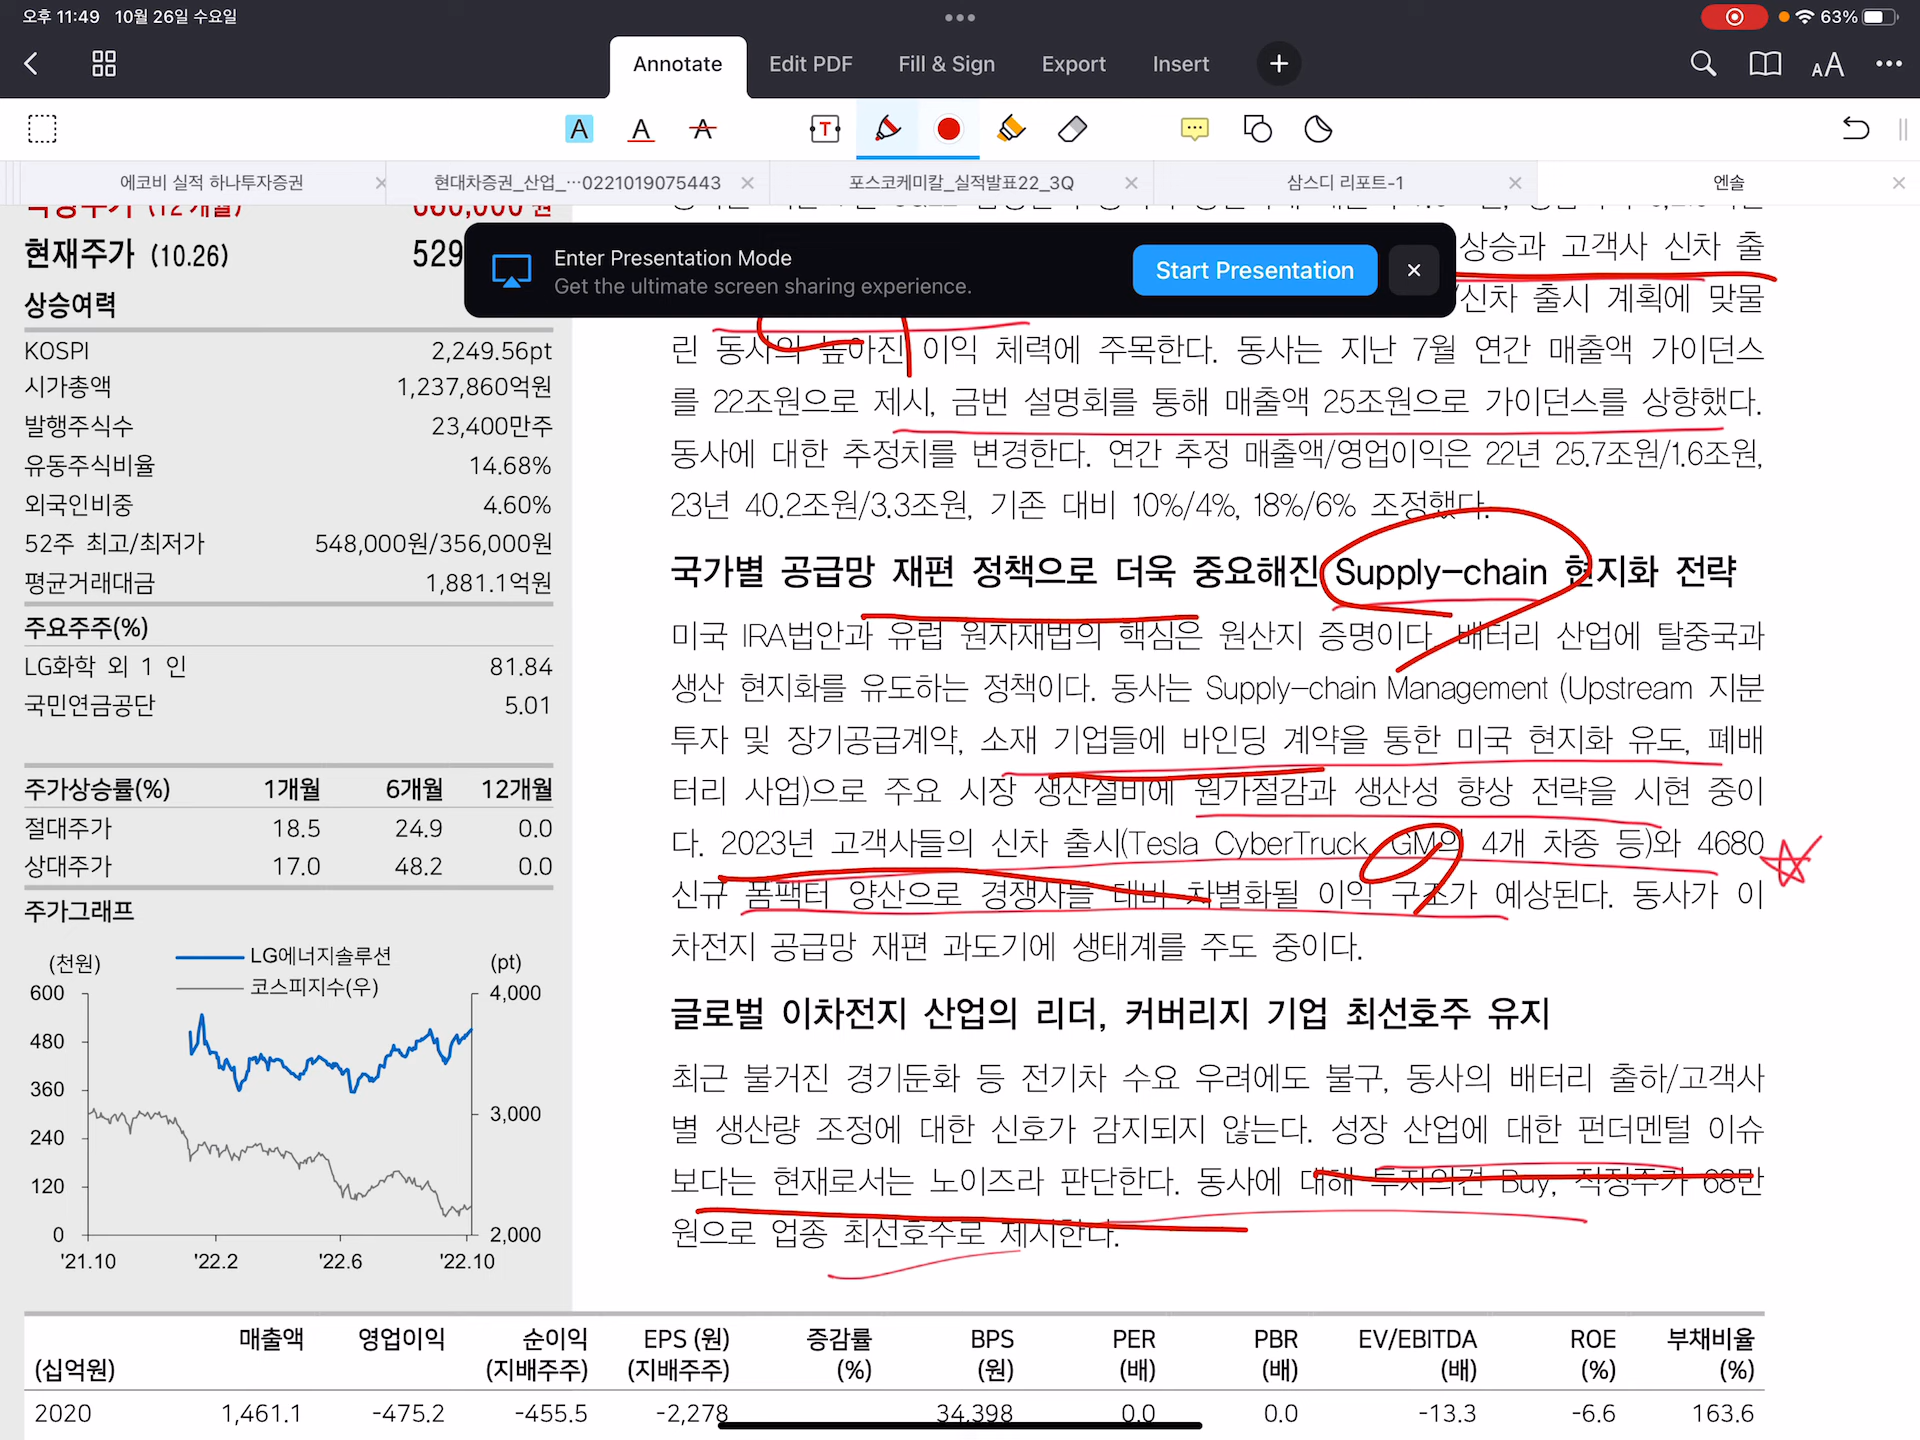 오후 11:49 10월 26일 수요일
63%
Annotate
Edit PDF
Fill & Sign
Export
Insert
에코비 실적 하나투자증권
현대차증권_산업_…0221019075443
포스코케미칼_실적발표22_3Q
삼스디 리포트-1
엔솔
Enter Presentation Mode
Get the ultimate screen sharing experience.
Start Presentation
현재주가 (10.26) 529
상승여력
KOSPI 2,249.56pt
시가총액 1,237,860억원
발행주식수 23,400만주
유동주식비율 14.68%
외국인비중 4.60%
52주 최고/최저가 548,000원/356,000원
평균거래대금 1,881.1억원
주요주주(%)
LG화학 외 1 인 81.84
국민연금공단 5.01
주가상승률(%) 1개월 6개월 12개월
절대주가 18.5 24.9 0.0
상대주가 17.0 48.2 0.0
주가그래프
(천원) LG에너지솔루션 (pt)
코스피지수(우)
600 4,000
480
360 3,000
240
120
0 2,000
'21.10 '22.2 '22.6 '22.10
상승과 고객사 신차 출
/신차 출시 계획에 맞물
린 동사의 높아진 이익 체력에 주목한다. 동사는 지난 7월 연간 매출액 가이던스
를 22조원으로 제시, 금번 설명회를 통해 매출액 25조원으로 가이던스를 상향했다.
동사에 대한 추정치를 변경한다. 연간 추정 매출액/영업이익은 22년 25.7조원/1.6조원,
23년 40.2조원/3.3조원, 기존 대비 10%/4%, 18%/6% 조정했다.
국가별 공급망 재편 정책으로 더욱 중요해진 Supply-chain 현지화 전략
미국 IRA법안과 유럽 원자재법의 핵심은 원산지 증명이다. 배터리 산업에 탈중국과
생산 현지화를 유도하는 정책이다. 동사는 Supply-chain Management (Upstream 지분
투자 및 장기공급계약, 소재 기업들에 바인딩 계약을 통한 미국 현지화 유도, 폐배
터리 사업)으로 주요 시장 생산설비에 원가절감과 생산성 향상 전략을 시현 중이
다. 2023년 고객사들의 신차 출시(Tesla CyberTruck, GM의 4개 차종 등)와 4680
신규 폼팩터 양산으로 경쟁사들 대비 차별화될 이익 구조가 예상된다. 동사가 이
차전지 공급망 재편 과도기에 생태계를 주도 중이다.
글로벌 이차전지 산업의 리더, 커버리지 기업 최선호주 유지
최근 불거진 경기둔화 등 전기차 수요 우려에도 불구, 동사의 배터리 출하/고객사
별 생산량 조정에 대한 신호가 감지되지 않는다. 성장 산업에 대한 펀더멘털 이슈
보다는 현재로서는 노이즈라 판단한다. 동사에 대해 투자의견 Buy, 적정주가 68만
원으로 업종 최선호주로 제시한다.
(십억원) 매출액 영업이익 순이익 (지배주주) EPS (원) (지배주주) 증감률 (%) BPS (원) PER (배) PBR (배) EV/EBITDA (배) ROE (%) 부채비율 (%)
2020 1,461.1 -475.2 -455.5 -2,278 34,398 0.0 0.0 -13.3 -6.6 163.6